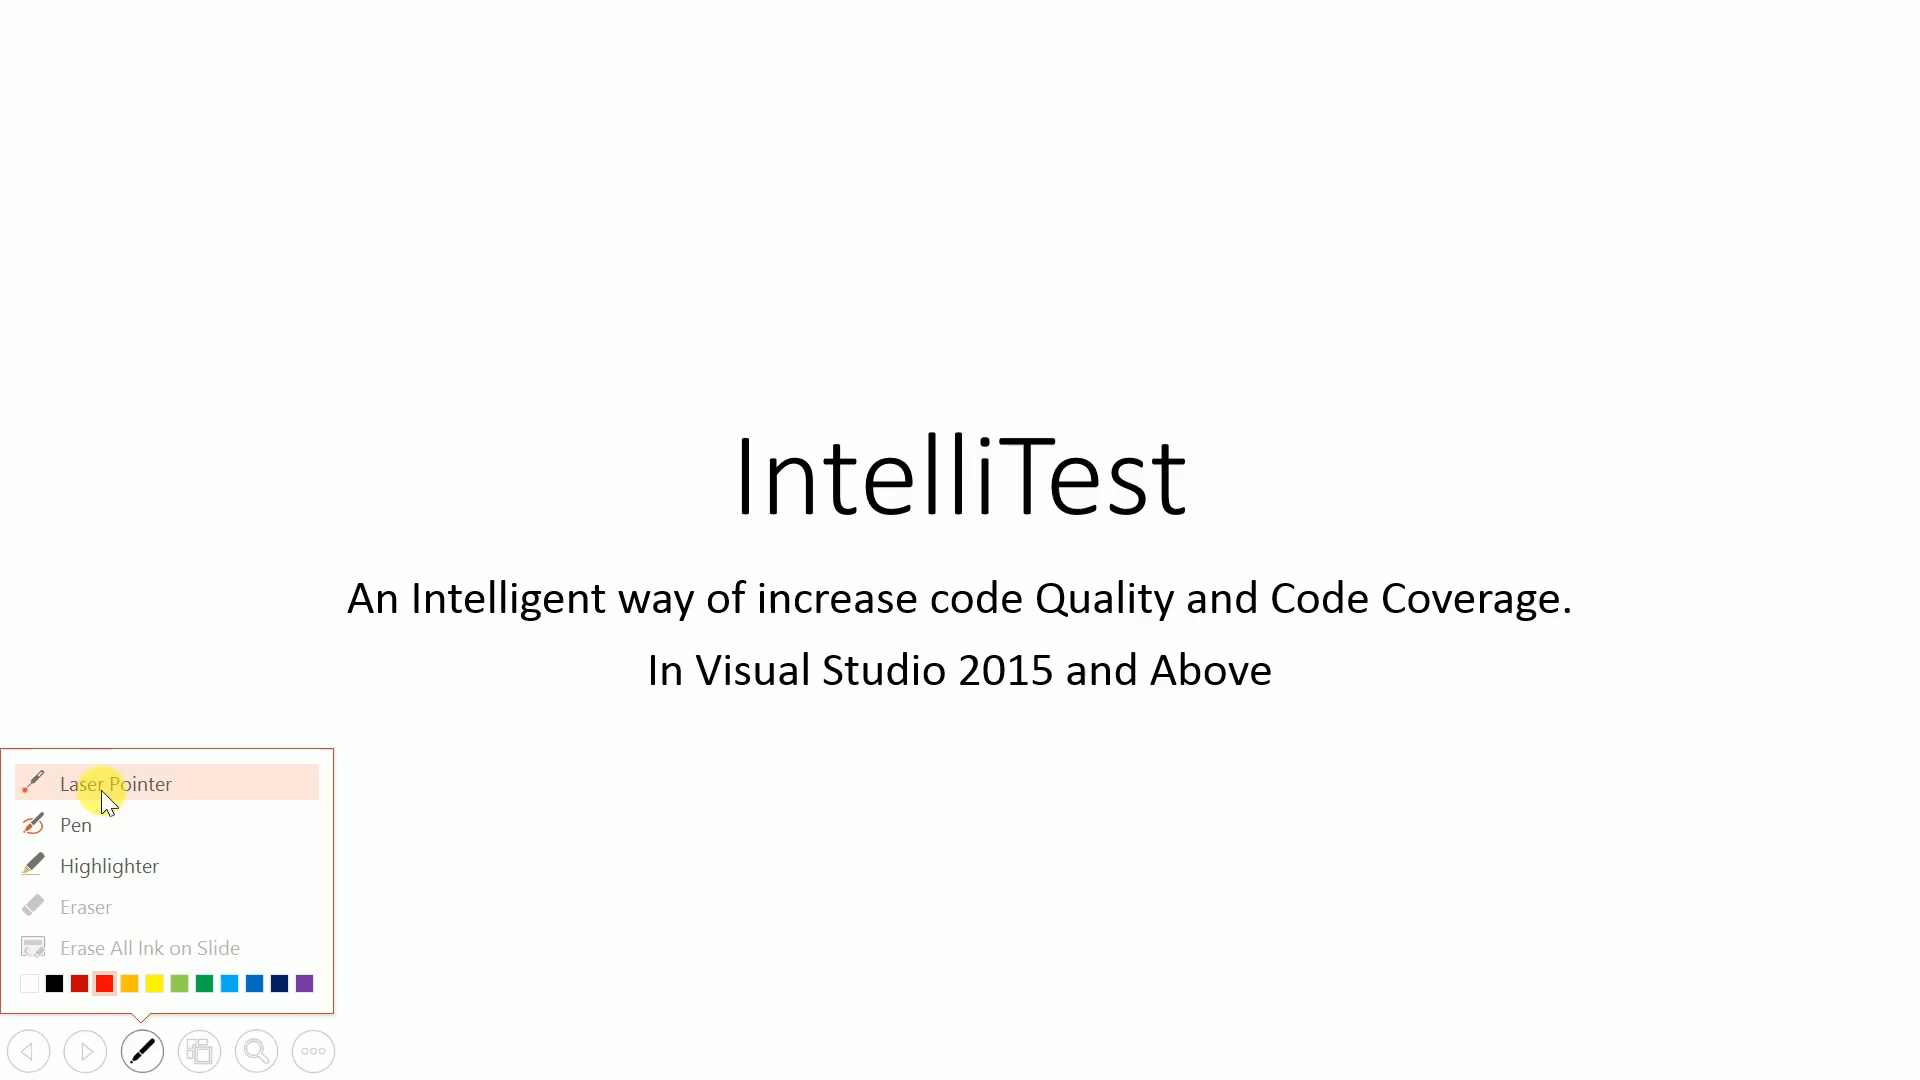 IntelliTest
An Intelligent way of increase code Quality and Code Coverage.
In Visual Studio 2015 and Above
Laser Pointer
Pen
Highlighter
Eraser
Erase All Ink on Slide